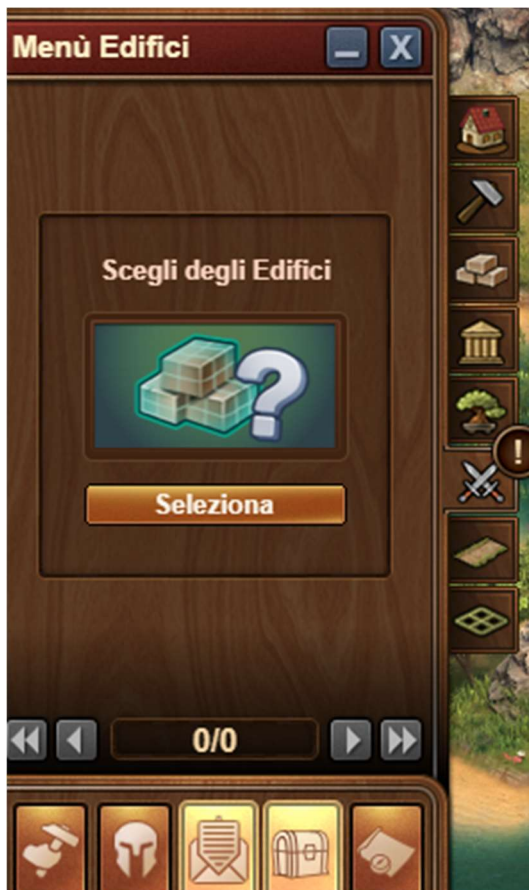 Menù Edifici
X
Scegli degli Edifici
?
Seleziona
!
0/0